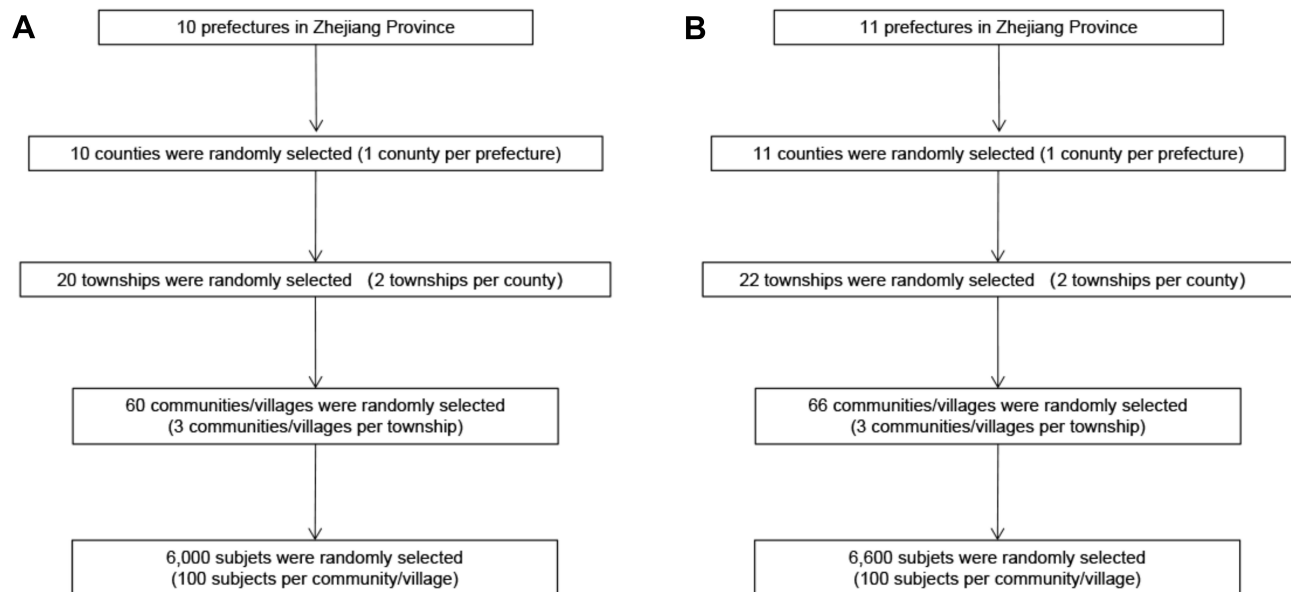 A
10 prefectures in Zhejiang Province
10 counties were randomly selected (1 conunty per prefecture)
20 townships were randomly selected (2 townships per county)
60 communities/villages were randomly selected
(3 communities/villages per township)
6,000 subjets were randomly selected
(100 subjects per community/village)
B
11 prefectures in Zhejiang Province
11 counties were randomly selected (1 conunty per prefecture)
22 townships were randomly selected (2 townships per county)
66 communities/villages were randomly selected
(3 communities/villages per township)
6,600 subjets were randomly selected
(100 subjects per community/village)